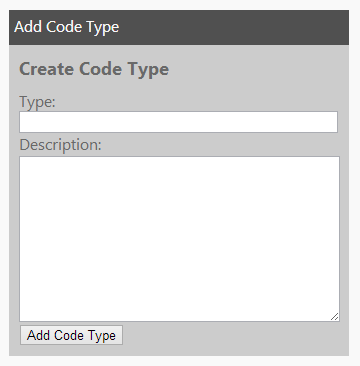 Add Code Type
Create Code Type
Type:
Description:
Add Code Type